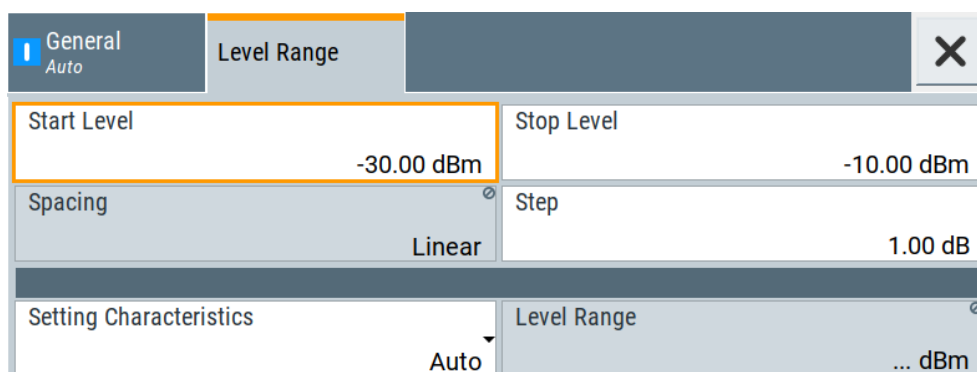 General
Auto
Level Range
Start Level
-30.00 dBm
Stop Level
-10.00 dBm
Spacing
Linear
Step
1.00 dB
Setting Characteristics
Auto
Level Range
... dBm